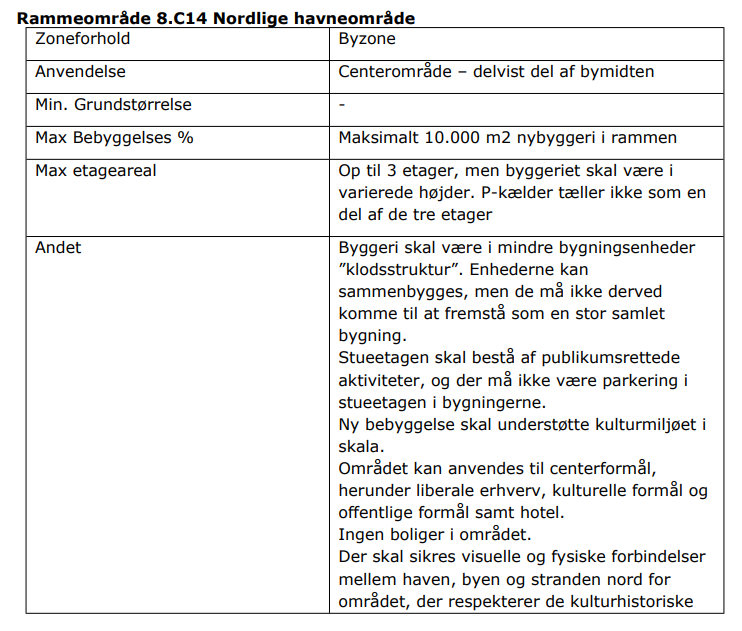 Rammeområde 8.C14 Nordlige havneområde
Zoneforhold
Byzone
Anvendelse
Centerområde – delvist del af bymidten
Min. Grundstørrelse
-
Max Bebyggelses %
Maksimalt 10.000 m2 nybyggeri i rammen
Max etageareal
Op til 3 etager, men byggeriet skal være i
varierede højder. P-kælder tæller ikke som en
del af de tre etager
Andet
Byggeri skal være i mindre bygningsenheder
”klodsstruktur”. Enhederne kan
sammenbygges, men de må ikke derved
komme til at fremstå som en stor samlet
bygning.
Stueetagen skal bestå af publikumsrettede
aktiviteter, og der må ikke være parkering i
stueetagen i bygningerne.
Ny bebyggelse skal understøtte kulturmiljøet i
skala.
Området kan anvendes til centerformål,
herunder liberale erhverv, kulturelle formål og
offentlige formål samt hotel.
Ingen boliger i området.
Der skal sikres visuelle og fysiske forbindelser
mellem haven, byen og stranden nord for
området, der respekterer de kulturhistoriske